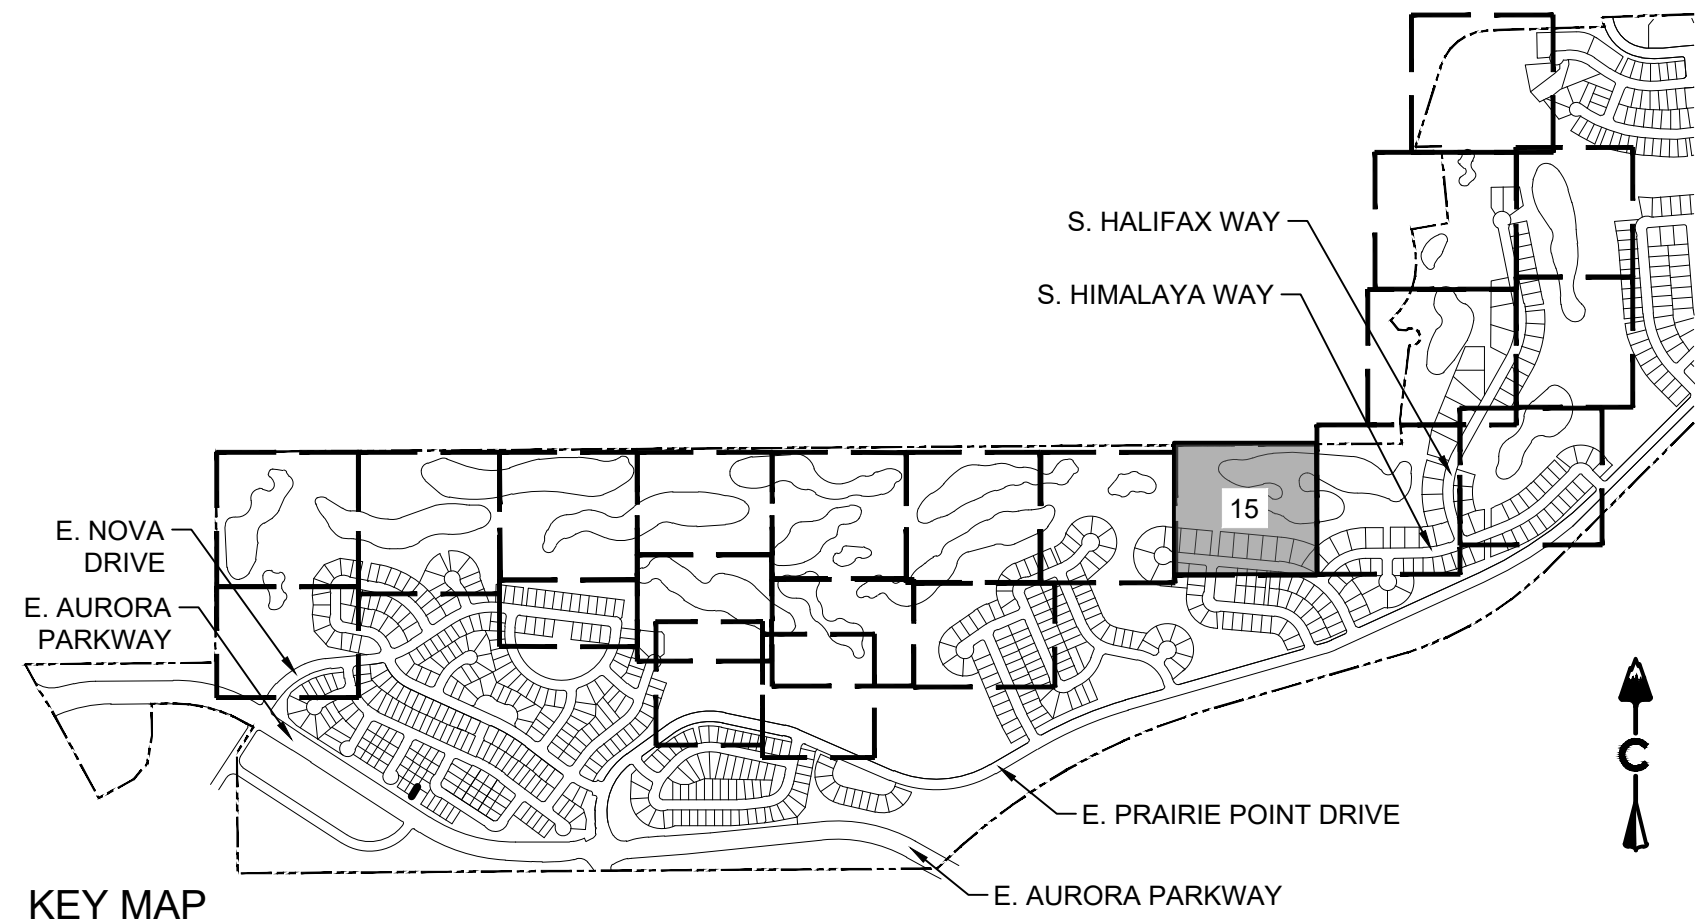 S. HALIFAX WAY
S. HIMALAYA WAY
15
E. NOVA
DRIVE
E. AURORA
PARKWAY
C
E. PRAIRIE POINT DRIVE
E. AURORA PARKWAY
KEY MAP